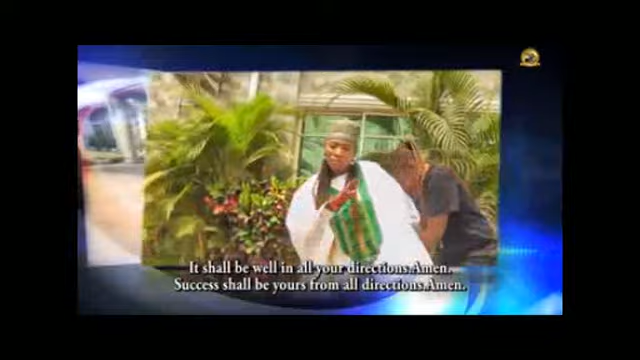 It shall be well in all your directions.Amen.
Success shall be yours from all directions.Amen.